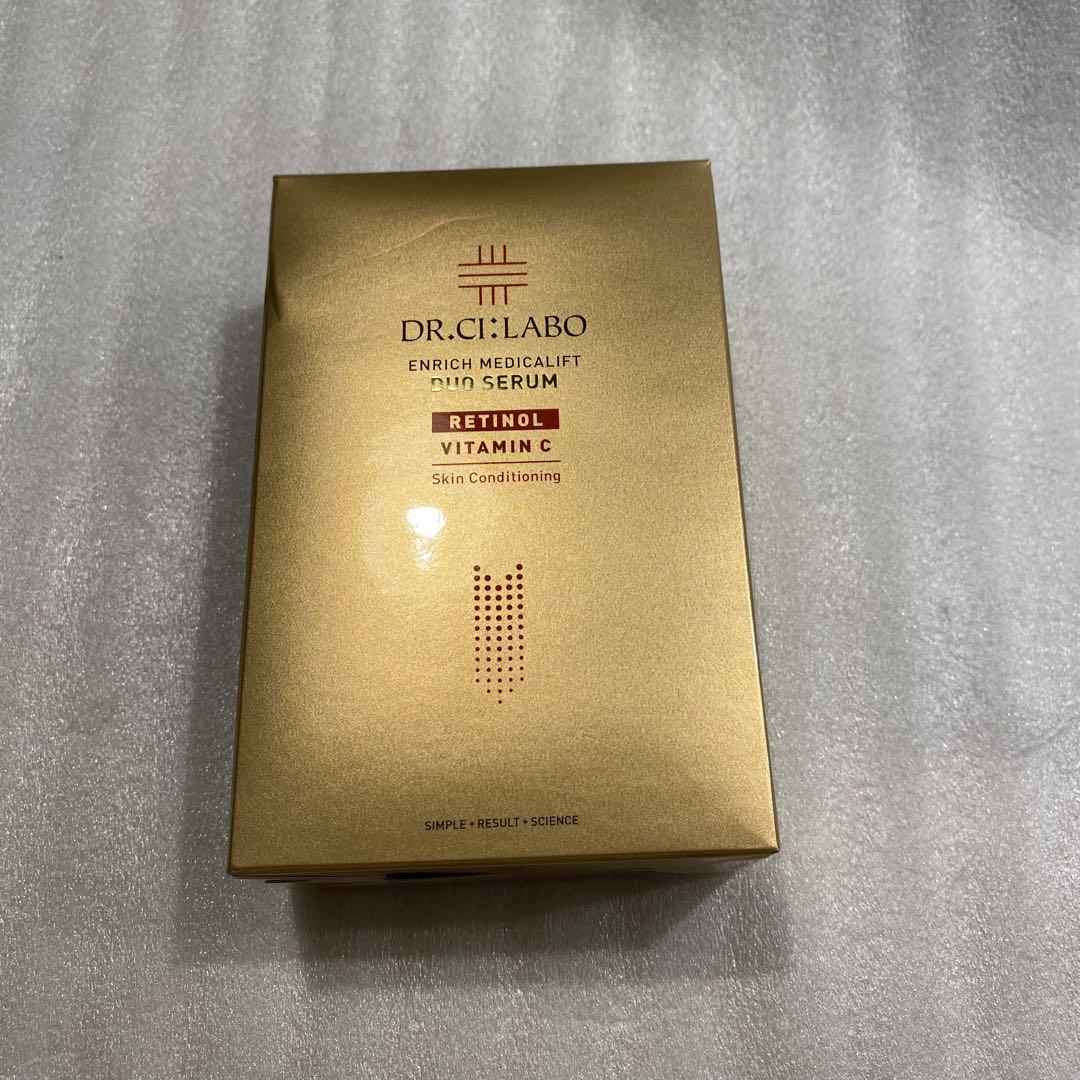 DR.CI:LABO
ENRICH MEDICALIFT
DUO SERUM
RETINOL
VITAMIN C
Skin Conditioning
SIMPLE+RESULT+SCIENCE